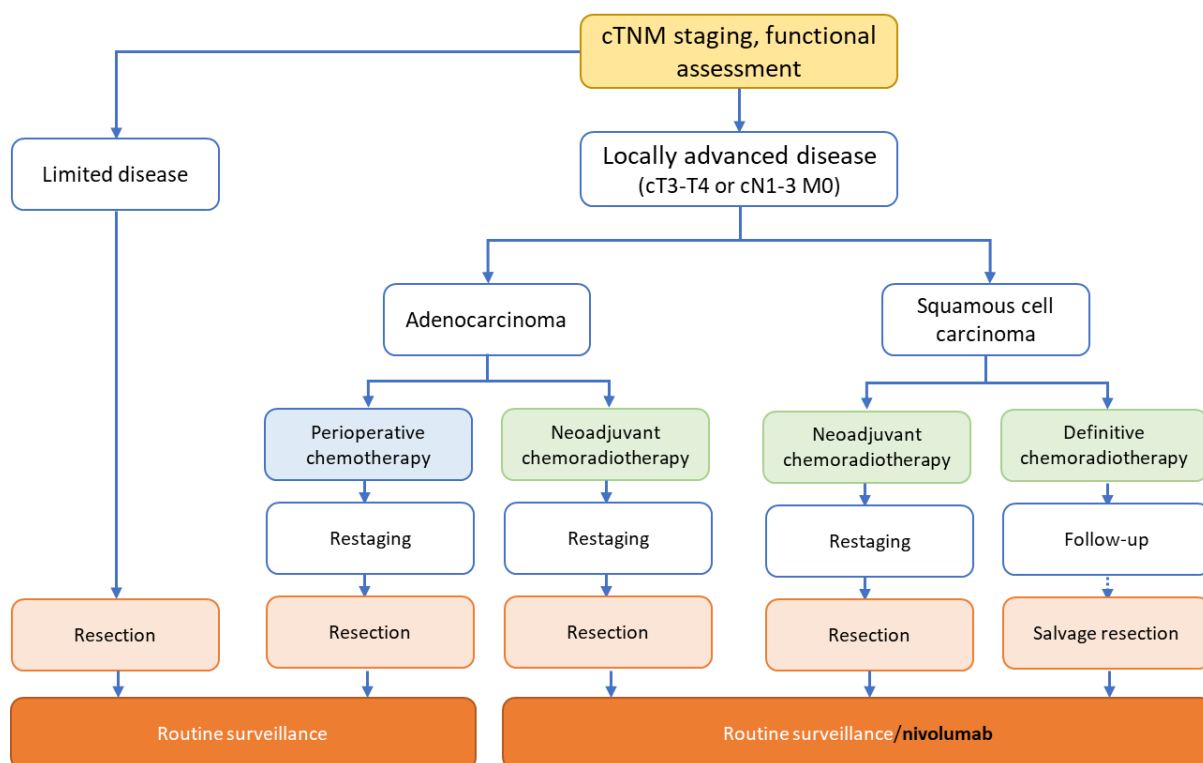 cTNM staging, functional
assessment
Limited disease
Locally advanced disease
(cT3-T4 or cN1-3 M0)
Adenocarcinoma
Squamous cell
carcinoma
Perioperative
chemotherapy
Neoadjuvant
chemoradiotherapy
Neoadjuvant
chemoradiotherapy
Definitive
chemoradiotherapy
Restaging
Restaging
Restaging
Follow-up
Resection
Resection
Resection
Resection
Salvage resection
Routine surveillance
Routine surveillance/nivolumab